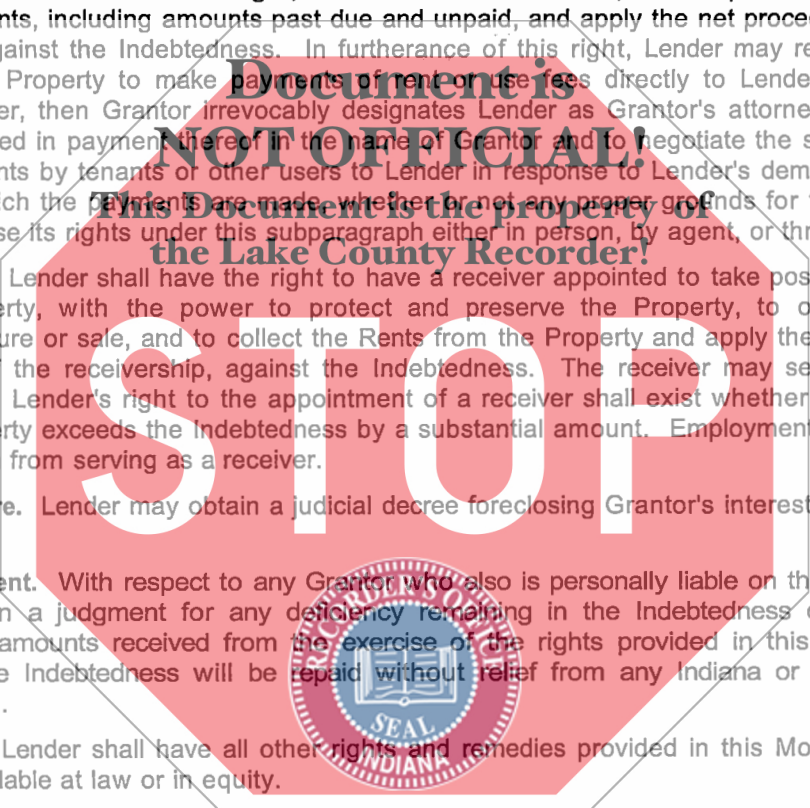 nts, including amounts past due and unpaid, and apply the net proce
gainst the Indebtedness. In furtherance of this right, Lender may re
Property to make payments of rent or use fees directly to Lende
er, then Grantor irrevocably designates Lender as Grantor's attorne
ed in payment thereof in the name of Grantor and to negotiate the s
nts by tenants or other users to Lender in response to Lender's dem
ich the payments are made, whether or not any proper grounds for
se its rights under this subparagraph either in person, by agent, or thr
Document is
NOT OFFICIAL!
This Document is the property of
the Lake County Recorder!
Lender shall have the right to have a receiver appointed to take pos
erty, with the power to protect and preserve the Property, to o
ure or sale, and to collect the Rents from the Property and apply the
the receivership, against the Indebtedness. The receiver may se
Lender's right to the appointment of a receiver shall exist whether
rty exceeds the Indebtedness by a substantial amount. Employment
from serving as a receiver.
STOP
re. Lender may obtain a judicial decree foreclosing Grantor's interest
ent. With respect to any Grantor who also is personally liable on th
n a judgment for any deficiency remaining in the Indebtedness
amounts received from the exercise of the rights provided in this
e Indebtedness will be repaid without relief from any Indiana or
.
RECORDER'S OFFICE
SEAL
INDIANA
Lender shall have all other rights and remedies provided in this Mo
lable at law or in equity.